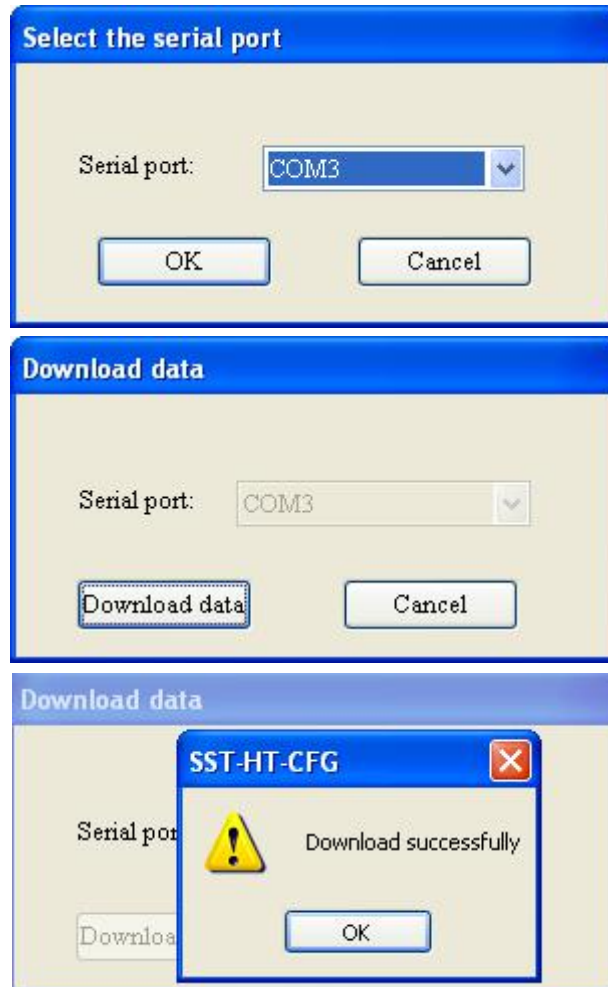 Select the serial port
Serial port: COM3
OK Cancel
Download data
Serial port: COM3
Download data Cancel
Download data
SST-HT-CFG
Serial por
Download successfully
Downloa
OK